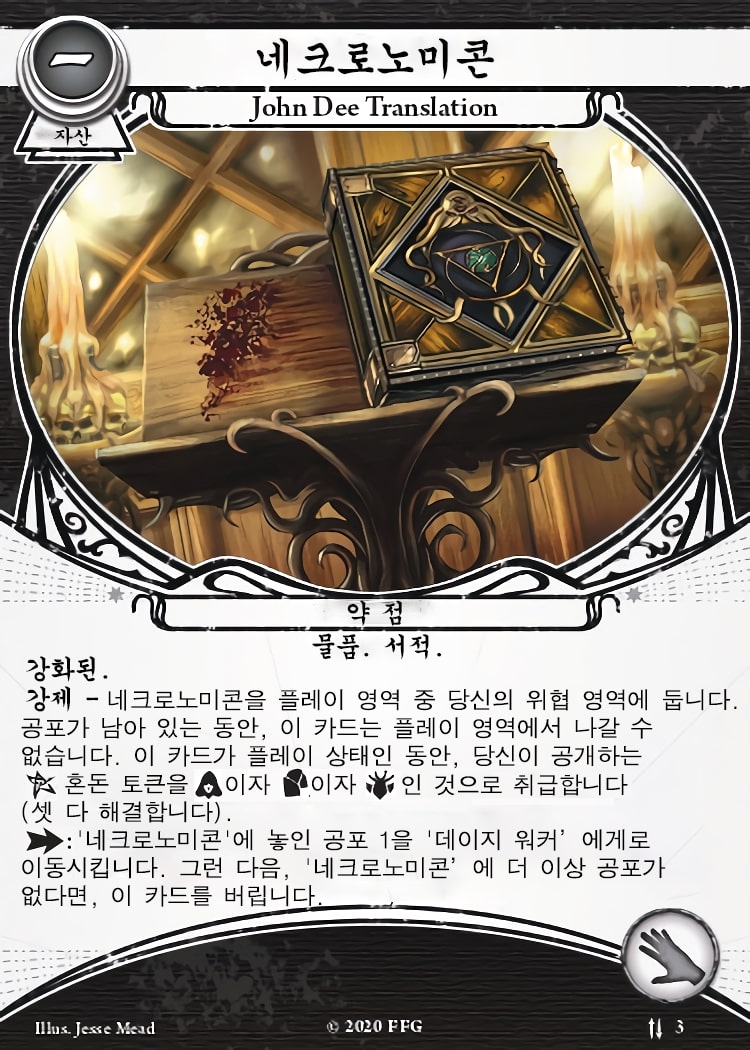 네크로노미콘
John Dee Translation
자산
약 점
물품. 서적.
강화된.
강제 – 네크로노미콘을 플레이 영역 중 당신의 위협 영역에 둡니다.
공포가 남아 있는 동안, 이 카드는 플레이 영역에서 나갈 수
없습니다. 이 카드가 플레이 상태인 동안, 당신이 공개하는
혼돈 토큰을 이자 이자 인 것으로 취급합니다
(셋 다 해결합니다).
:'네크로노미콘'에 놓인 공포 1을 '데이지 워커' 에게로
이동시킵니다. 그런 다음, '네크로노미콘' 에 더 이상 공포가
없다면, 이 카드를 버립니다.
Illus. Jesse Mead
© 2020 FFG
3